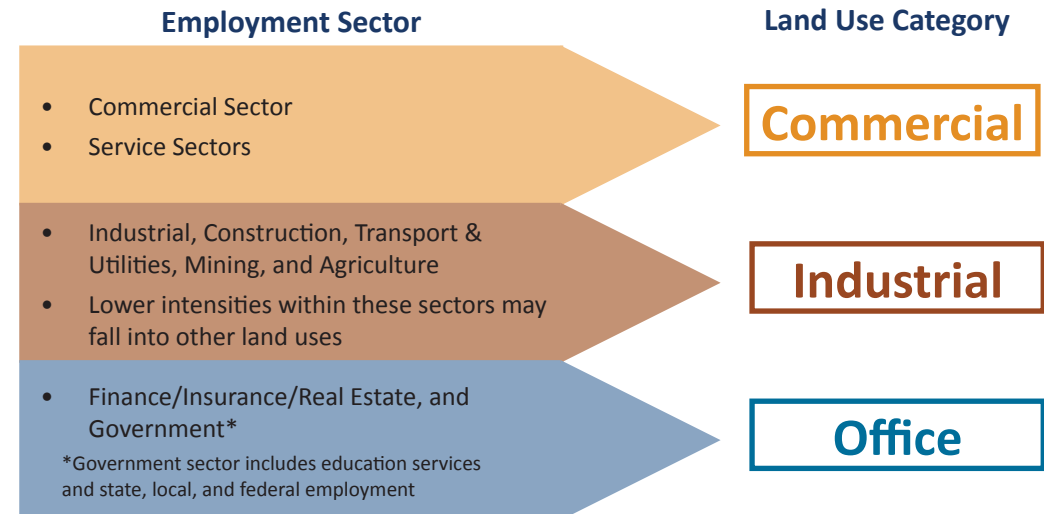 Employment Sector
Land Use Category
• Commercial Sector
• Service Sectors
Commercial
• Industrial, Construction, Transport &
Utilities, Mining, and Agriculture
• Lower intensities within these sectors may
fall into other land uses
Industrial
• Finance/Insurance/Real Estate, and
Government*
*Government sector includes education services
and state, local, and federal employment
Office